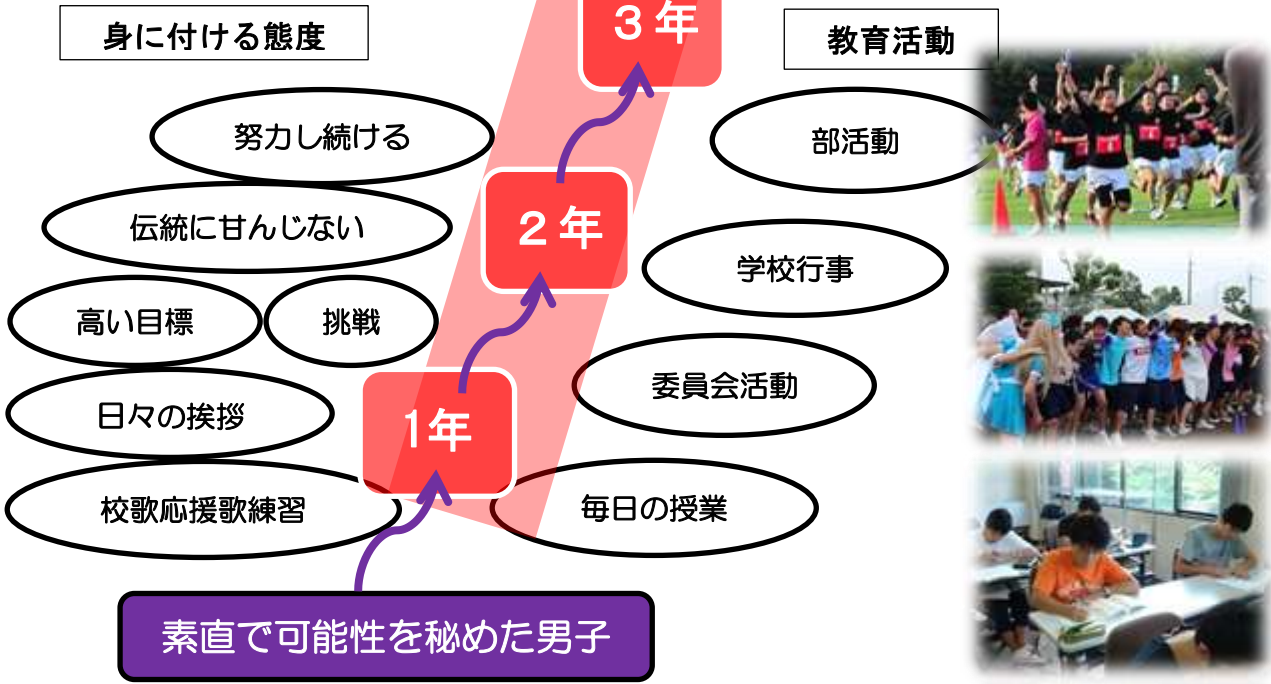 身に付ける態度
3年
教育活動
努力し続ける
部活動
伝統に甘んじない
2年
学校行事
高い目標
挑戦
委員会活動
日々の挨拶
1年
校歌応援歌練習
毎日の授業
素直で可能性を秘めた男子